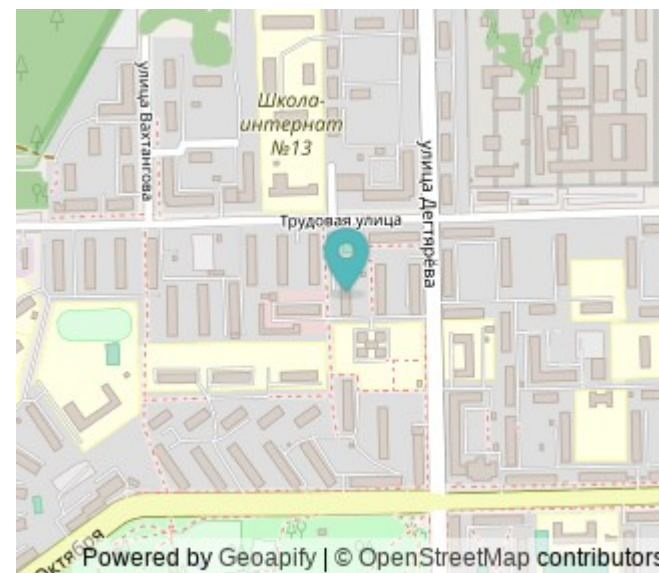 улица Вахтангова
Школа-
интернат
№13
улица Дегтярёва
Трудовая улица
Октября
Powered by Geoapify | © OpenStreetMap contributors